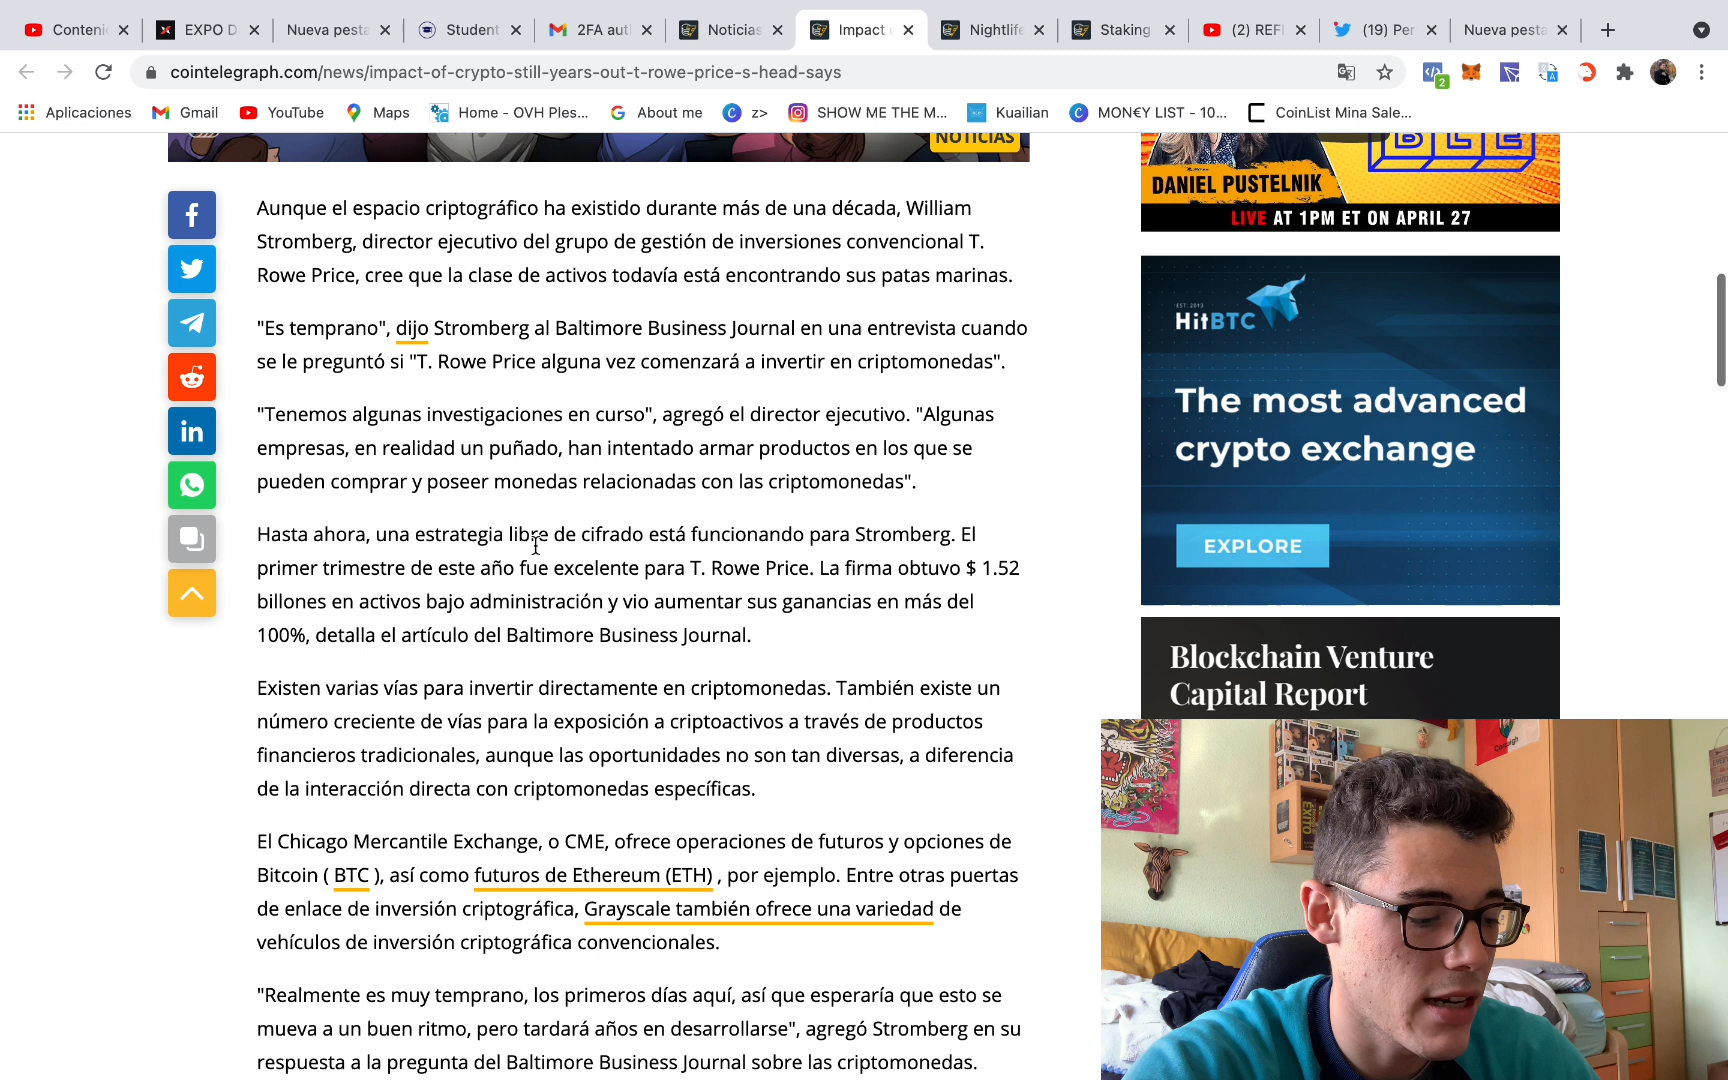 Conteni
EXPO D
Nueva pesta
Student
2FA aut
Noticias
Impact
Nightlife
Staking
(2) REFI
(19) Per
Nueva pesta
cointelegraph.com/news/impact-of-crypto-still-years-out-t-rowe-price-s-head-says
2
Aplicaciones
Gmail
YouTube
Maps
Home - OVH Ples...
About me
z>
SHOW ME THE M...
Kuailian
MON€Y LIST - 10...
CoinList Mina Sale...
NOTICIAS
Aunque el espacio criptográfico ha existido durante más de una década, William
Stromberg, director ejecutivo del grupo de gestión de inversiones convencional T.
Rowe Price, cree que la clase de activos todavía está encontrando sus patas marinas.
"Es temprano", dijo Stromberg al Baltimore Business Journal en una entrevista cuando
se le preguntó si "T. Rowe Price alguna vez comenzará a invertir en criptomonedas".
"Tenemos algunas investigaciones en curso", agregó el director ejecutivo. "Algunas
empresas, en realidad un puñado, han intentado armar productos en los que se
pueden comprar y poseer monedas relacionadas con las criptomonedas".
Hasta ahora, una estrategia libre de cifrado está funcionando para Stromberg. El
primer trimestre de este año fue excelente para T. Rowe Price. La firma obtuvo $ 1.52
billones en activos bajo administración y vio aumentar sus ganancias en más del
100%, detalla el artículo del Baltimore Business Journal.
Existen varias vías para invertir directamente en criptomonedas. También existe un
número creciente de vías para la exposición a criptoactivos a través de productos
financieros tradicionales, aunque las oportunidades no son tan diversas, a diferencia
de la interacción directa con criptomonedas específicas.
El Chicago Mercantile Exchange, o CME, ofrece operaciones de futuros y opciones de
Bitcoin ( BTC ), así como futuros de Ethereum (ETH) , por ejemplo. Entre otras puertas
de enlace de inversión criptográfica, Grayscale también ofrece una variedad de
vehículos de inversión criptográfica convencionales.
"Realmente es muy temprano, los primeros días aquí, así que esperaría que esto se
mueva a un buen ritmo, pero tardará años en desarrollarse", agregó Stromberg en su
respuesta a la pregunta del Baltimore Business Journal sobre las criptomonedas.
BLE
DANIEL PUSTELNIK
LIVE AT 1PM ET ON APRIL 27
EST. 2013
HitBTC
The most advanced
crypto exchange
EXPLORE
Blockchain Venture
Capital Report
EXITO